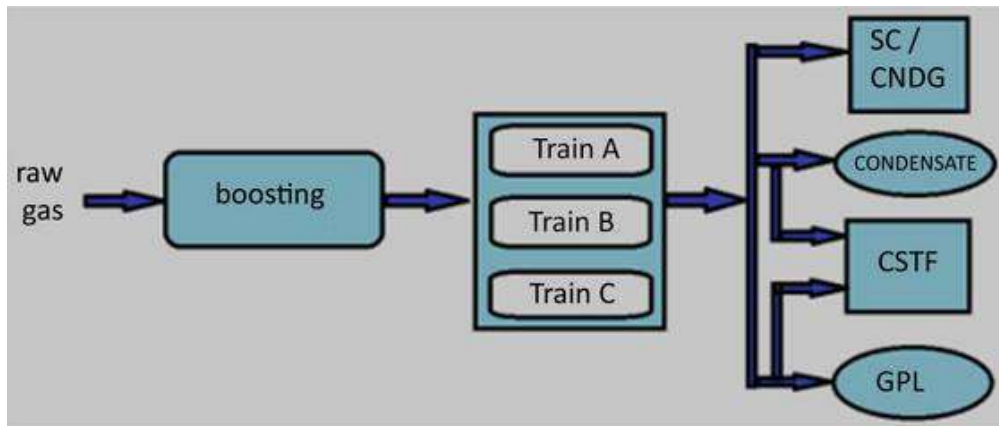 raw
gas
boosting
Train A
Train B
Train C
SC /
CNDG
CONDENSATE
CSTF
GPL